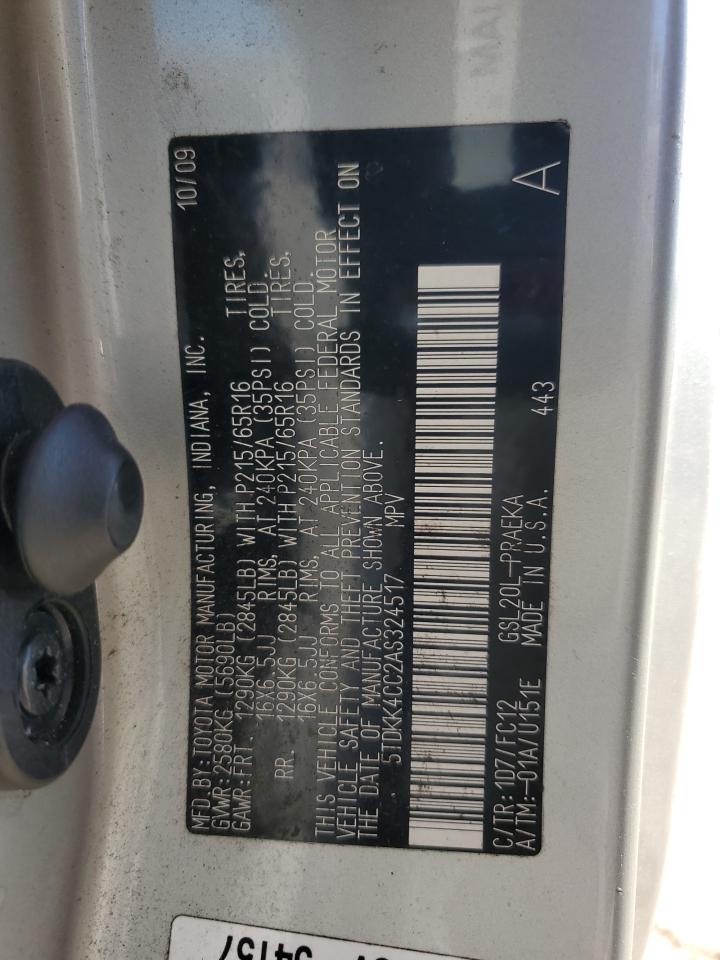 MFD.BY:TOYOTA MOTOR MANUFACTURING, INDIANA, INC. 10/09
GVWR:2580KG (5690LB)
GAWR:FRT. 1290KG (2845LB) WITH P215/65R16 TIRES,
16X6.5JJ RIMS, AT 240KPA (35PSI) COLD.
RR. 1290KG (2845LB) WITH P215/65R16 TIRES,
16X6.5JJ RIMS, AT 240KPA (35PSI) COLD.
THIS VEHICLE CONFORMS TO ALL APPLICABLE FEDERAL MOTOR
VEHICLE SAFETY AND THEFT PREVENTION STANDARDS IN EFFECT ON
THE DATE OF MANUFACTURE SHOWN ABOVE.
5TDKK4CC2AS324517 MPV
C/TR:1D7/FC12 GSL20L-PRAEKA 443 A
A/TM:-01A/U151E MADE IN U.S.A.
54157